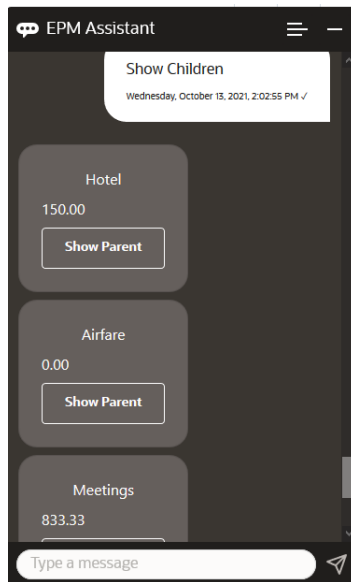 EPM Assistant
Show Children
Wednesday, October 13, 2021, 2:02:55 PM ✓
Hotel
150.00
Show Parent
Airfare
0.00
Show Parent
Meetings
833.33
Type a message